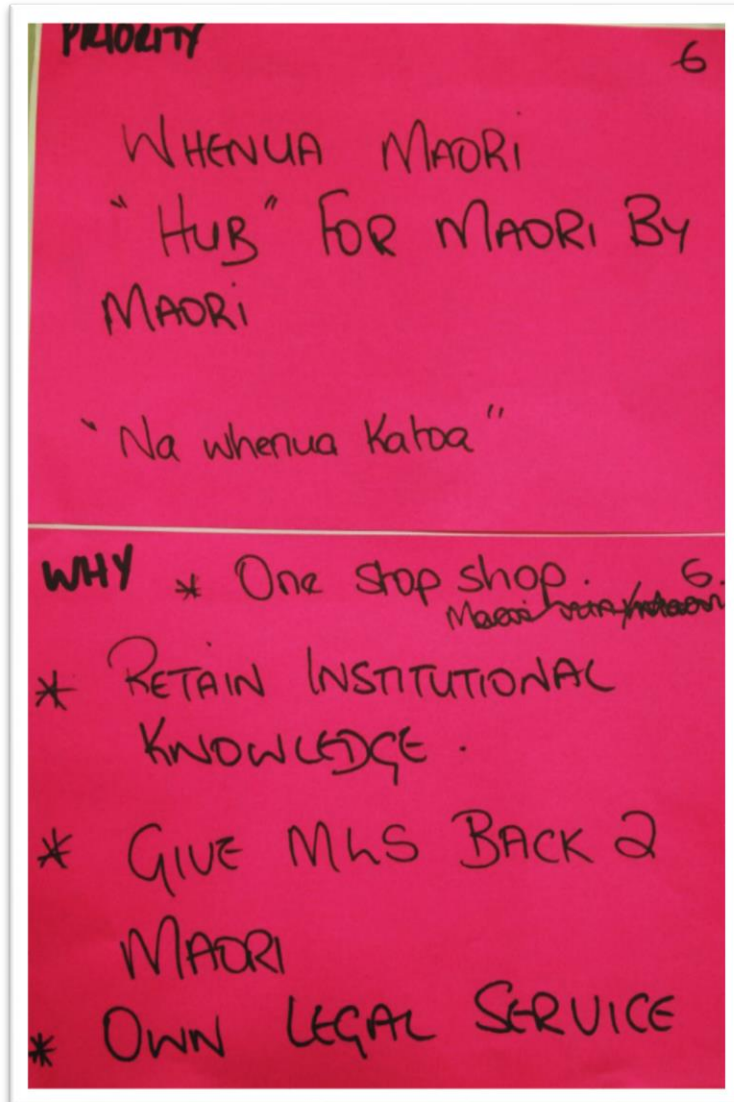 PRIORITY 6
WHENUA MAORI
"HUB" FOR MAORI BY
MAORI
"Na whenua Katoa"
WHY * One stop shop. 6.
* RETAIN INSTITUTIONAL
KNOWLEDGE.
* GIVE MLS BACK 2
MAORI
* OWN LEGAL SERVICE